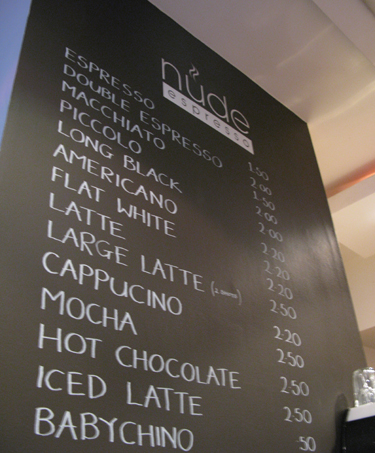 nude
espresso
ESPRESSO 1.50
DOUBLE ESPRESSO 2.00
MACCHIATO 1.50
PICCOLO 2.00
LONG BLACK 2.00
AMERICANO 2.20
FLAT WHITE 2.20
LATTE 2.20
LARGE LATTE 2.50
CAPPUCINO 2.20
MOCHA 2.50
HOT CHOCOLATE 2.50
ICED LATTE 2.50
BABYCHINO .50